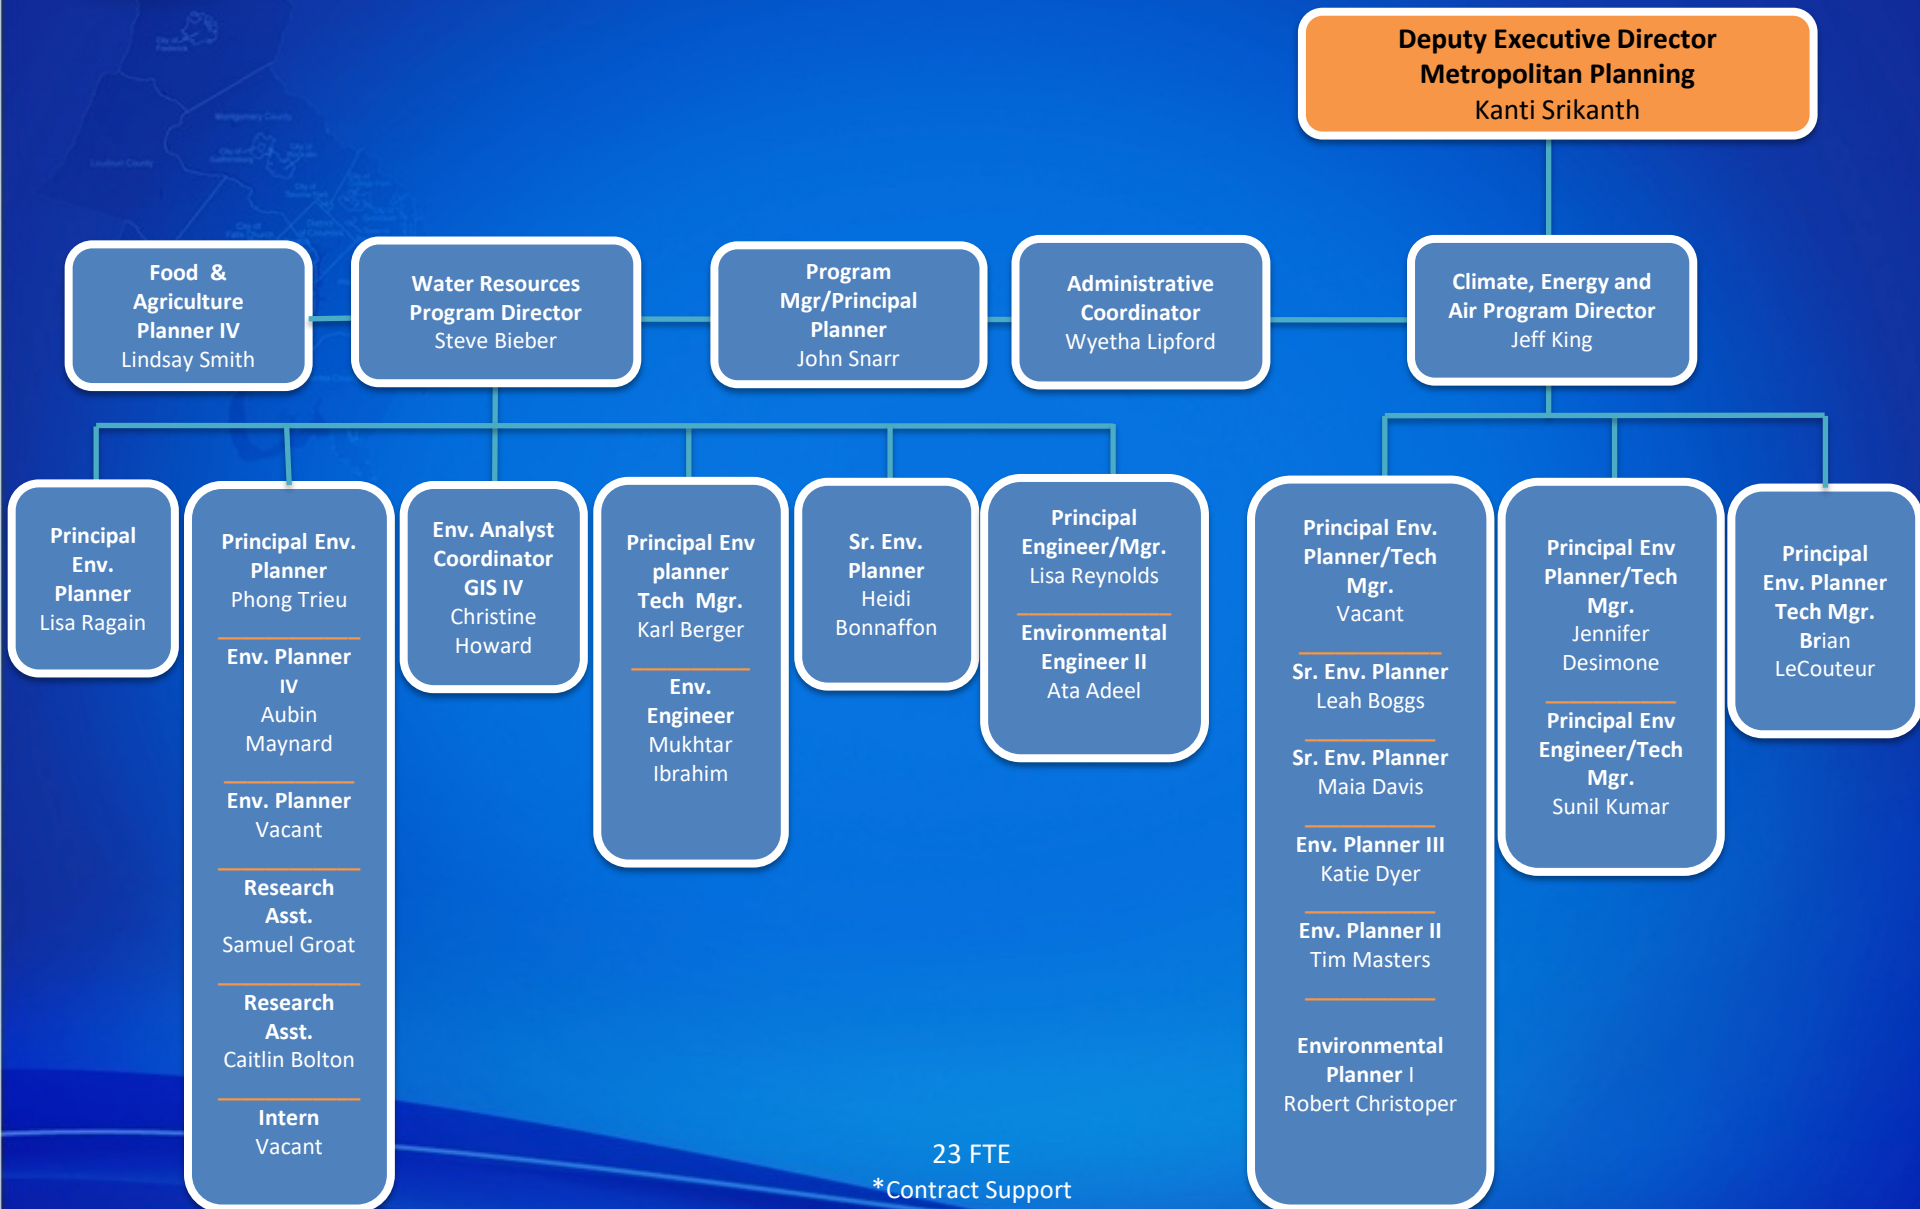 Deputy Executive Director
Metropolitan Planning
Kanti Srikanth
Food & 
Agriculture
Planner IV
Lindsay Smith
Water Resources
Program Director
Steve Bieber
Program
Mgr/Principal
Planner
John Snarr
Administrative
Coordinator
Wyetha Lipford
Climate, Energy and
Air Program Director
Jeff King
Principal
Env.
Planner
Lisa Ragain
Principal Env.
Planner
Phong Trieu
Env. Planner
IV
Aubin
Maynard
Env. Planner
Vacant
Research
Asst.
Samuel Groat
Research
Asst.
Caitlin Bolton
Intern
Vacant
Env. Analyst
Coordinator
GIS IV
Christine
Howard
Principal Env
planner
Tech Mgr.
Karl Berger
Env.
Engineer
Mukhtar
Ibrahim
Sr. Env.
Planner
Heidi
Bonnaffon
Principal
Engineer/Mgr.
Lisa Reynolds
Environmental
Engineer II
Ata Adeel
Principal Env.
Planner/Tech
Mgr.
Vacant
Sr. Env. Planner
Leah Boggs
Sr. Env. Planner
Maia Davis
Env. Planner III
Katie Dyer
Env. Planner II
Tim Masters
Environmental
Planner I
Robert Christoper
Principal Env
Planner/Tech
Mgr.
Jennifer
Desimone
Principal Env
Engineer/Tech
Mgr.
Sunil Kumar
Principal
Env. Planner
Tech Mgr.
Brian
LeCouteur
23 FTE
*Contract Support